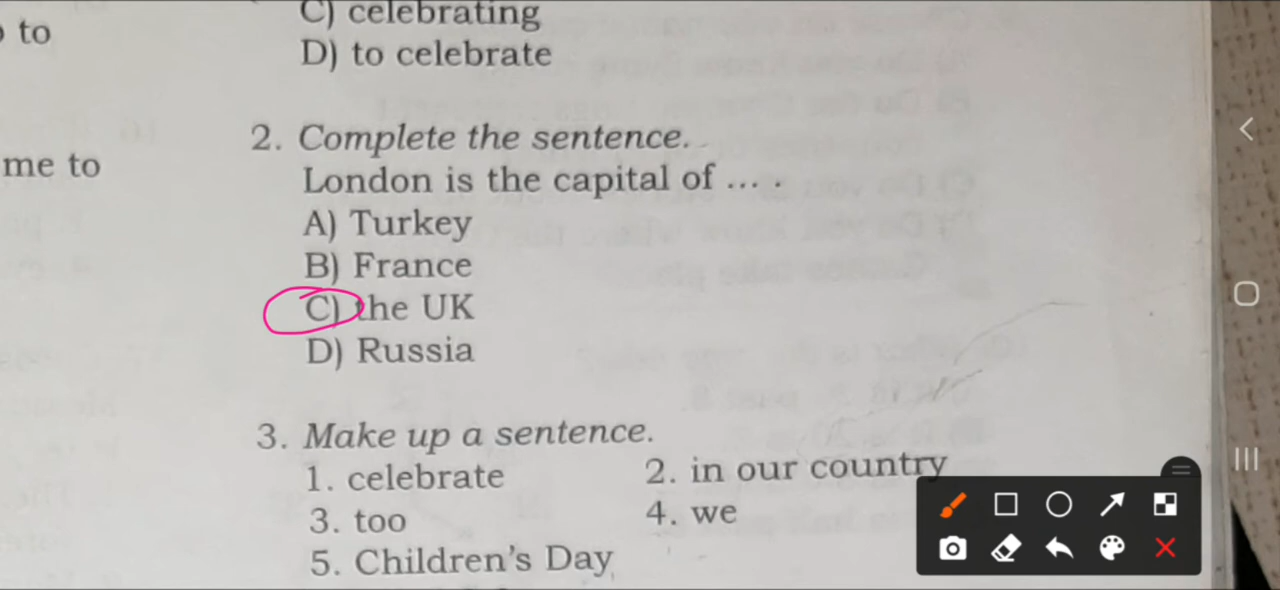 C) celebrating
to
D) to celebrate
2. Complete the sentence.
me to
London is the capital of ... .
A) Turkey
B) France
C) the UK
D) Russia
3. Make up a sentence.
1. celebrate
2. in our country
3. too
4. we
5. Children's Day